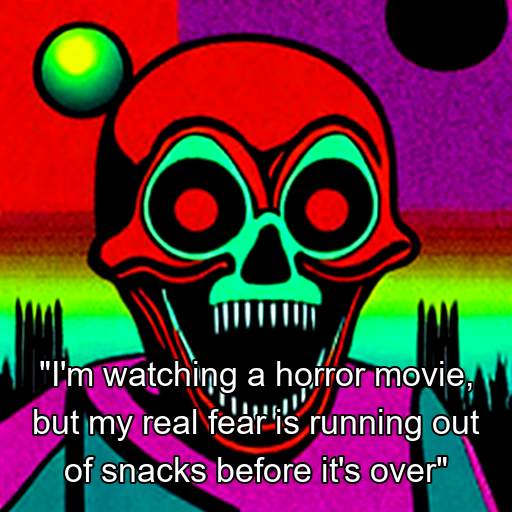 "I'm watching a horror movie,
but my real fear is running out
of snacks before it's over"